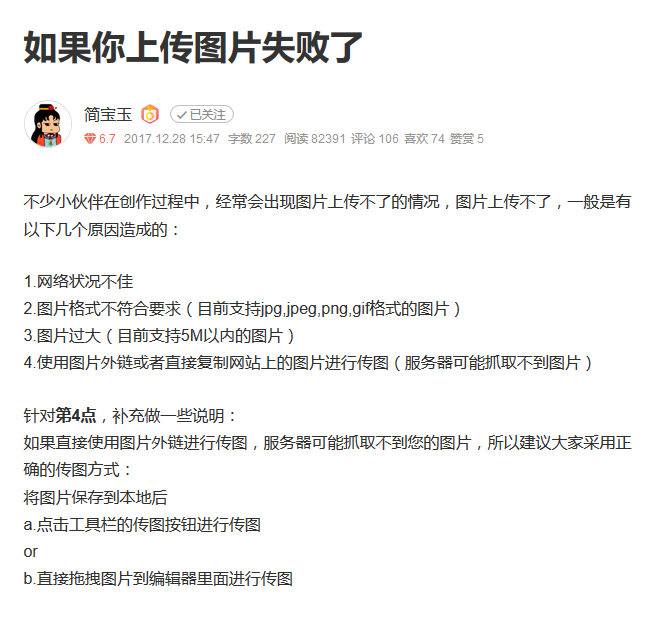 如果你上传图片失败了
简宝玉
已关注
6.7 2017.12.28 15:47 字数 227 阅读 82391 评论 106 喜欢 74 赞赏 5
不少小伙伴在创作过程中，经常会出现图片上传不了的情况，图片上传不了，一般是有
以下几个原因造成的：
1.网络状况不佳
2.图片格式不符合要求（目前支持jpg,jpeg,png,gif格式的图片）
3.图片过大（目前支持5M以内的图片）
4.使用图片外链或者直接复制网站上的图片进行传图（服务器可能抓取不到图片）
针对第4点，补充做一些说明：
如果直接使用图片外链进行传图，服务器可能抓取不到您的图片，所以建议大家采用正
确的传图方式：
将图片保存到本地后
a.点击工具栏的传图按钮进行传图
or
b.直接拖拽图片到编辑器里面进行传图